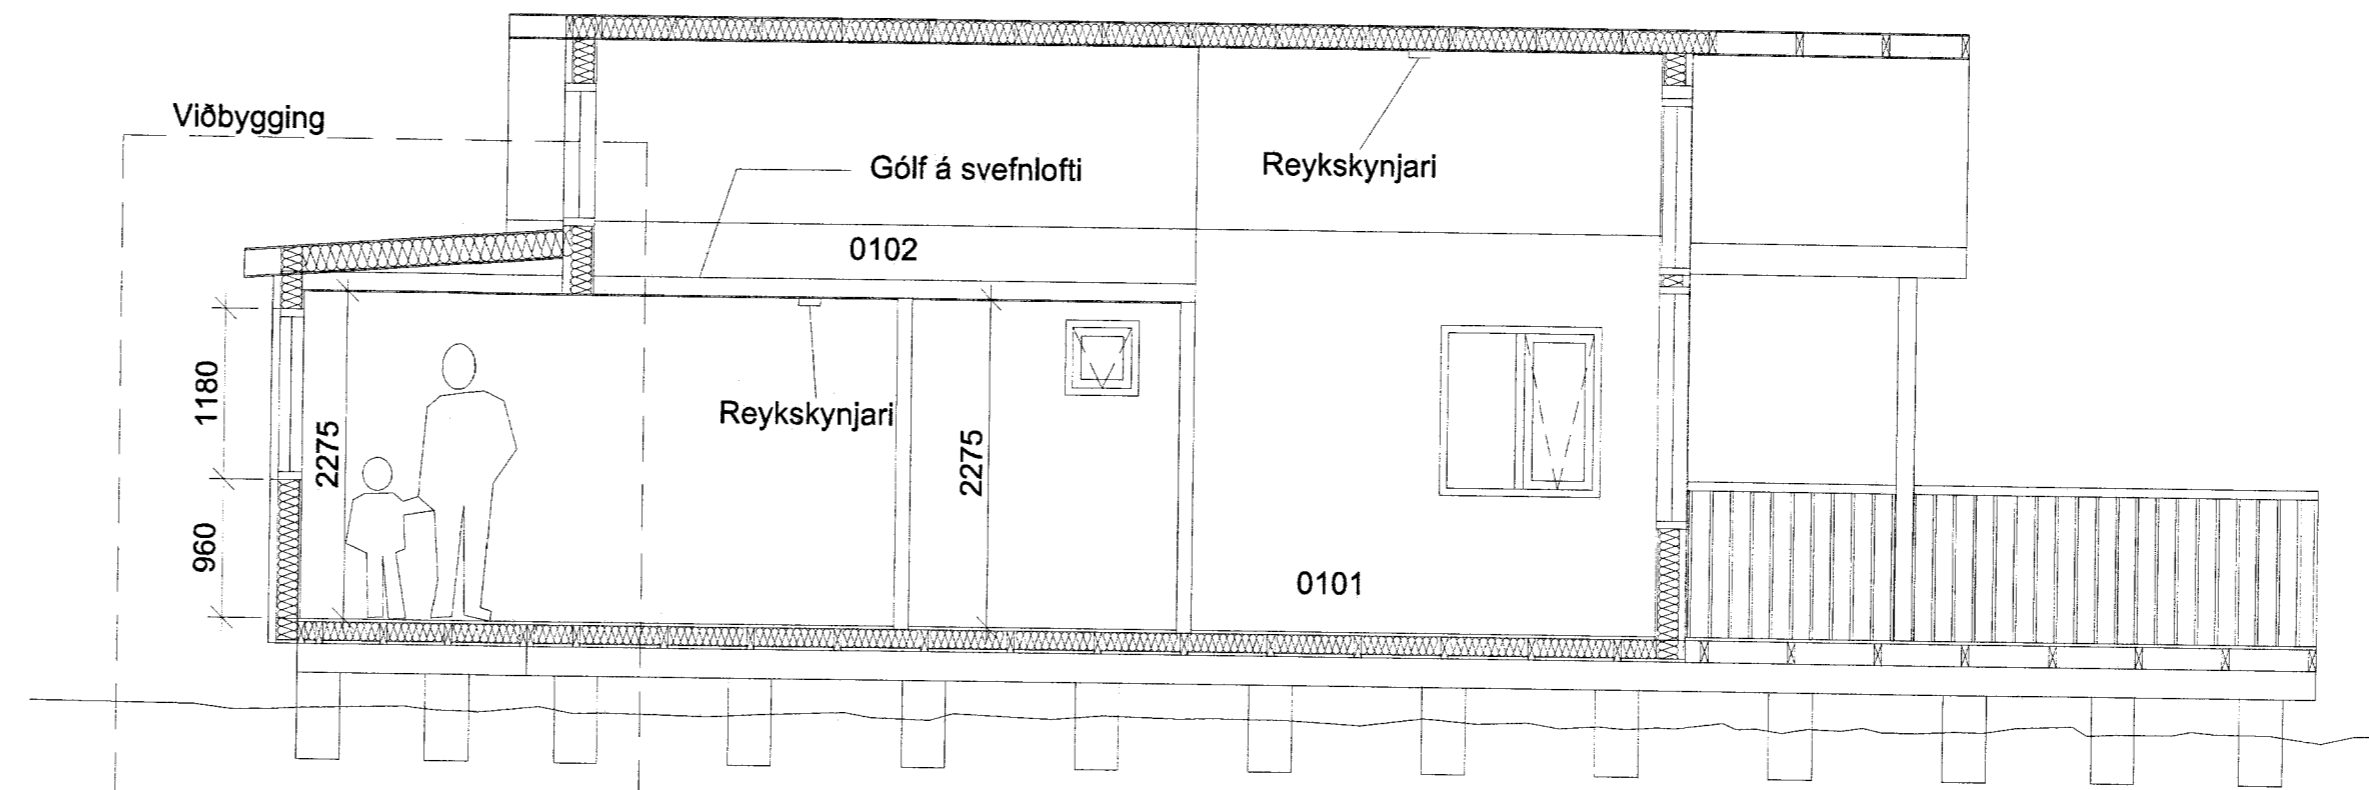 Viðbygging
Gólf á svefnlofti
Reykskynjari
0102
1180
2275
Reykskynjari
2275
960
0101